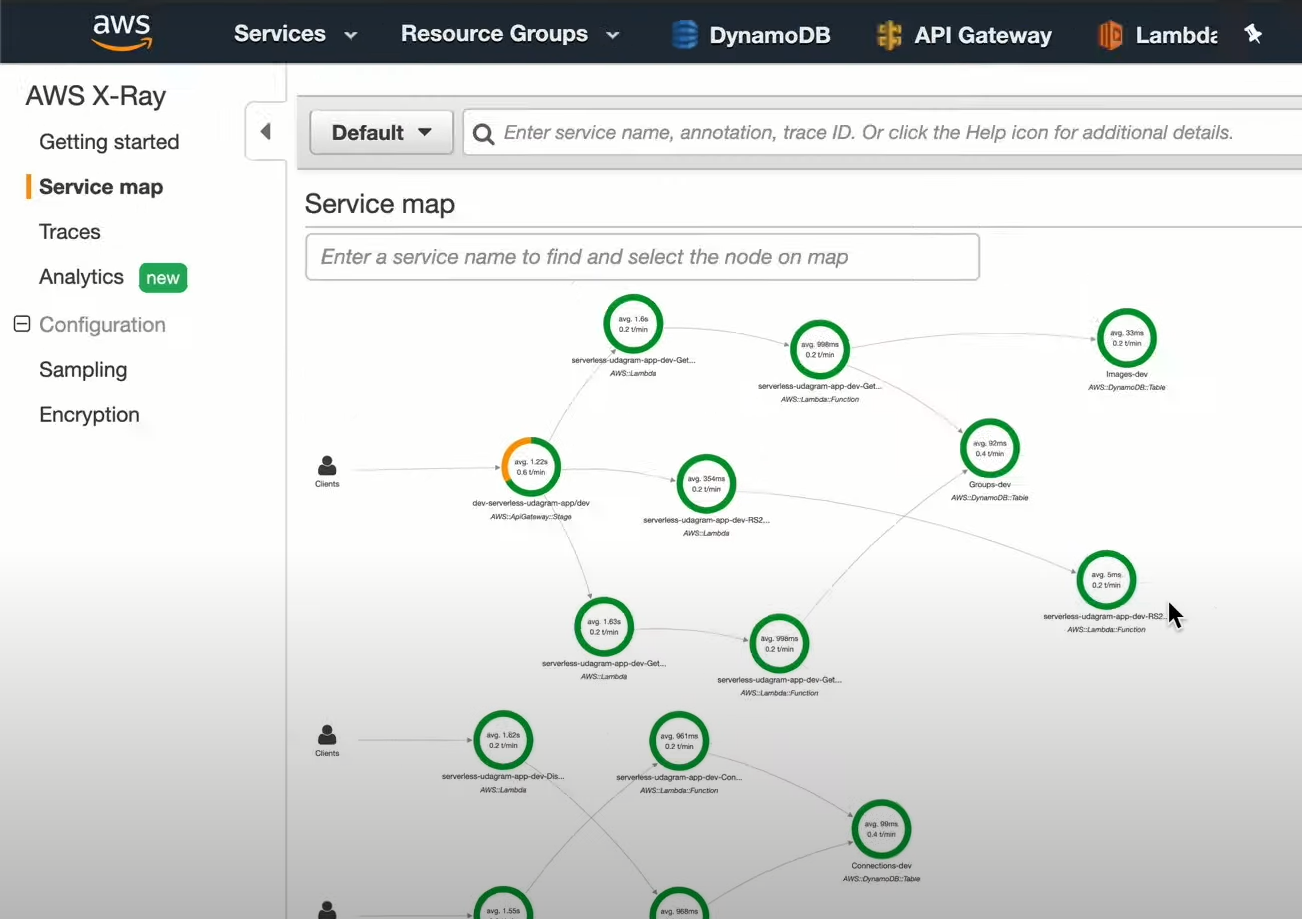 aws
Services
Resource Groups
DynamoDB
API Gateway
Lambda
AWS X-Ray
Getting started
Service map
Traces
Analytics new
Configuration
Sampling
Encryption
Default
Enter service name, annotation, trace ID. Or click the Help icon for additional details.
Service map
Enter a service name to find and select the node on map
avg. 1.6s
0.2 t/min
serverless-udagram-app-dev-Get...
AWS::Lambda
avg. 998ms
0.2 t/min
serverless-udagram-app-dev-Get...
AWS::Lambda::Function
avg. 33ms
0.2 t/min
Images-dev
AWS::DynamoDB::Table
Clients
avg. 1.22s
0.6 t/min
dev-serverless-udagram-app/dev
AWS::ApiGateway::Stage
avg. 354ms
0.2 t/min
serverless-udagram-app-dev-RS2...
AWS::Lambda
avg. 92ms
0.4 t/min
Groups-dev
AWS::DynamoDB::Table
avg. 5ms
0.2 t/min
serverless-udagram-app-dev-RS2...
AWS::Lambda::Function
avg. 1.63s
0.2 t/min
serverless-udagram-app-dev-Get...
AWS::Lambda
avg. 998ms
0.2 t/min
serverless-udagram-app-dev-Get...
AWS::Lambda::Function
Clients
avg. 1.62s
0.2 t/min
serverless-udagram-app-dev-Dis...
AWS::Lambda
avg. 961ms
0.2 t/min
serverless-udagram-app-dev-Con...
AWS::Lambda::Function
avg. 99ms
0.4 t/min
Connections-dev
AWS::DynamoDB::Table
avg. 1.55s
avg. 968ms